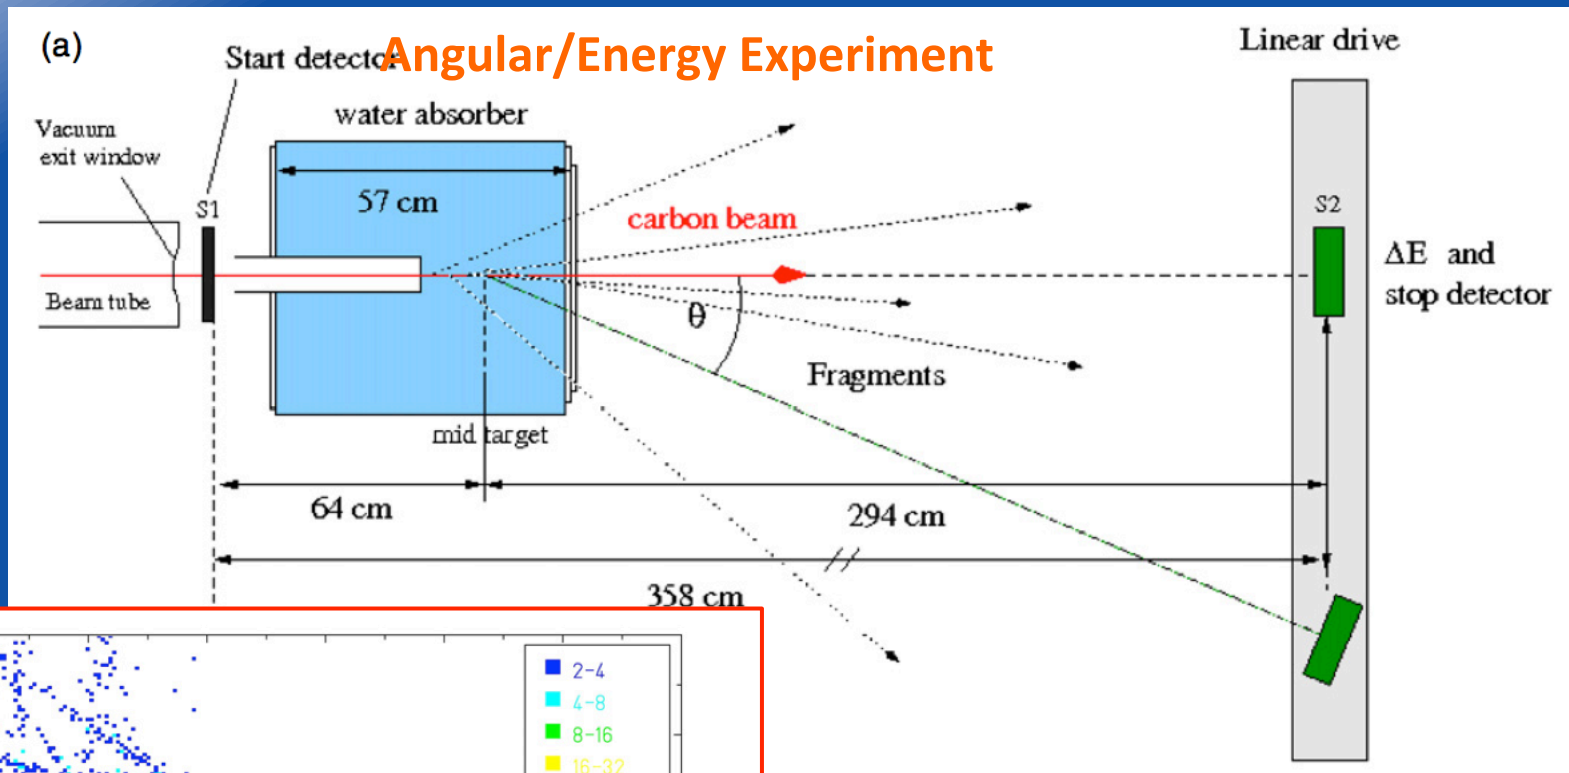 (a)
Angular/Energy Experiment
Start detector
Linear drive
water absorber
Vacuum
exit window
57 cm
S1
S2
carbon beam
ΔE and
stop detector
Beam tube
θ
Fragments
mid target
64 cm
294 cm
358 cm
2-4
4-8
8-16
16-32